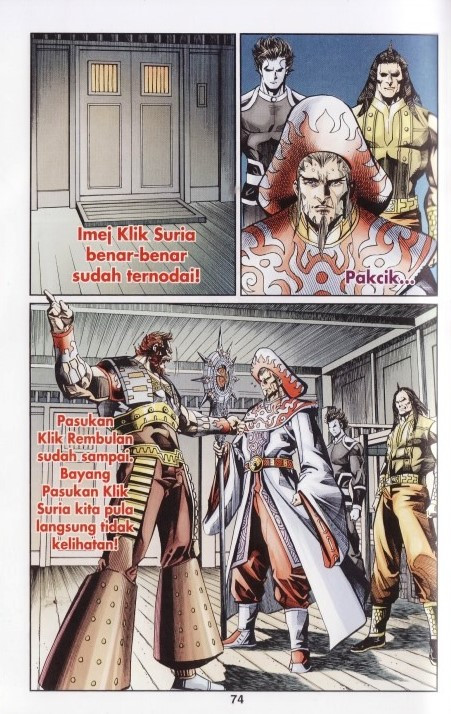 Imej Klik Suria
benar-benar
sudah ternodai!
Pakcik...
Pasukan
Klik Rembulan
sudah sampai.
Bayang
Pasukan Klik
Suria kita pula
langsung tidak
kelihatan!
74